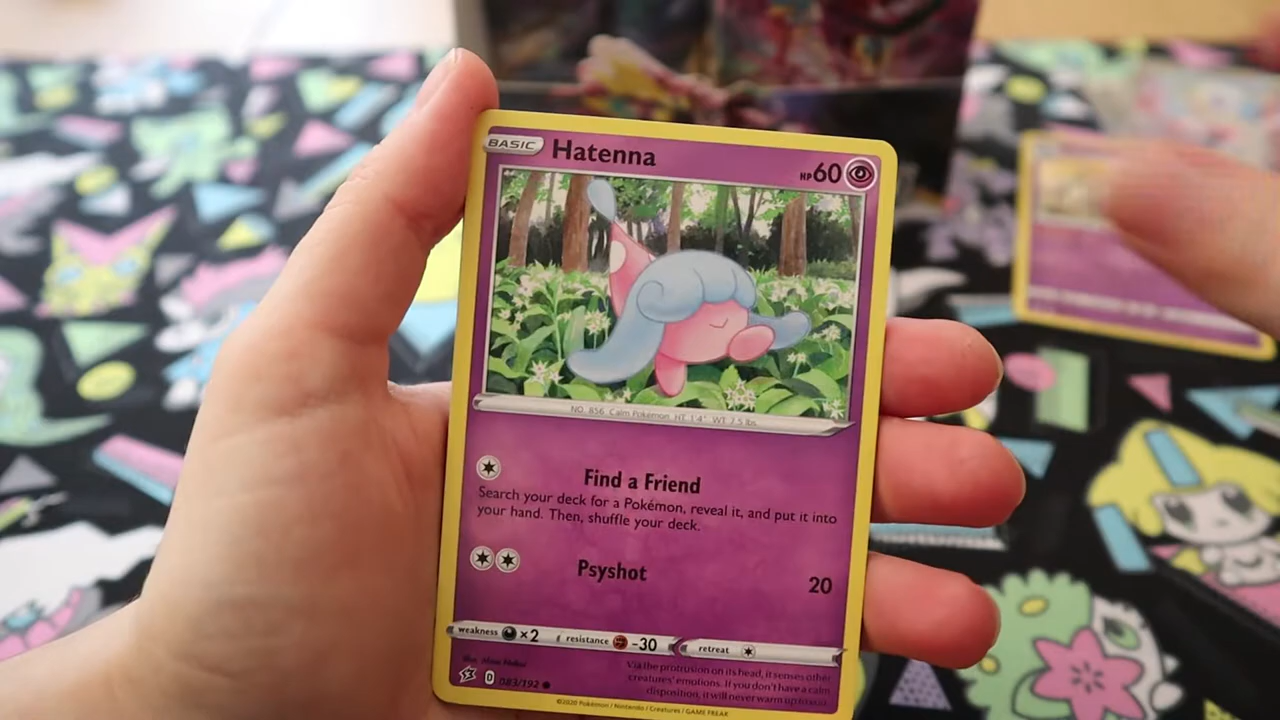 BASIC Hatenna HP 60
NO. 856 Calm Pokémon HT. 1'4" WT. 7.5 lbs.
Find a Friend
Search your deck for a Pokémon, reveal it, and put it into
your hand. Then, shuffle your deck.
Psyshot 20
weakness ×2 resistance -30 retreat
Illus.
D 083/192
Via the protrusion on its head, it senses other
creatures' emotions. If you don't have a calm
disposition, it will never warm up to you.
©2020 Pokémon / Nintendo / Creatures / GAME FREAK